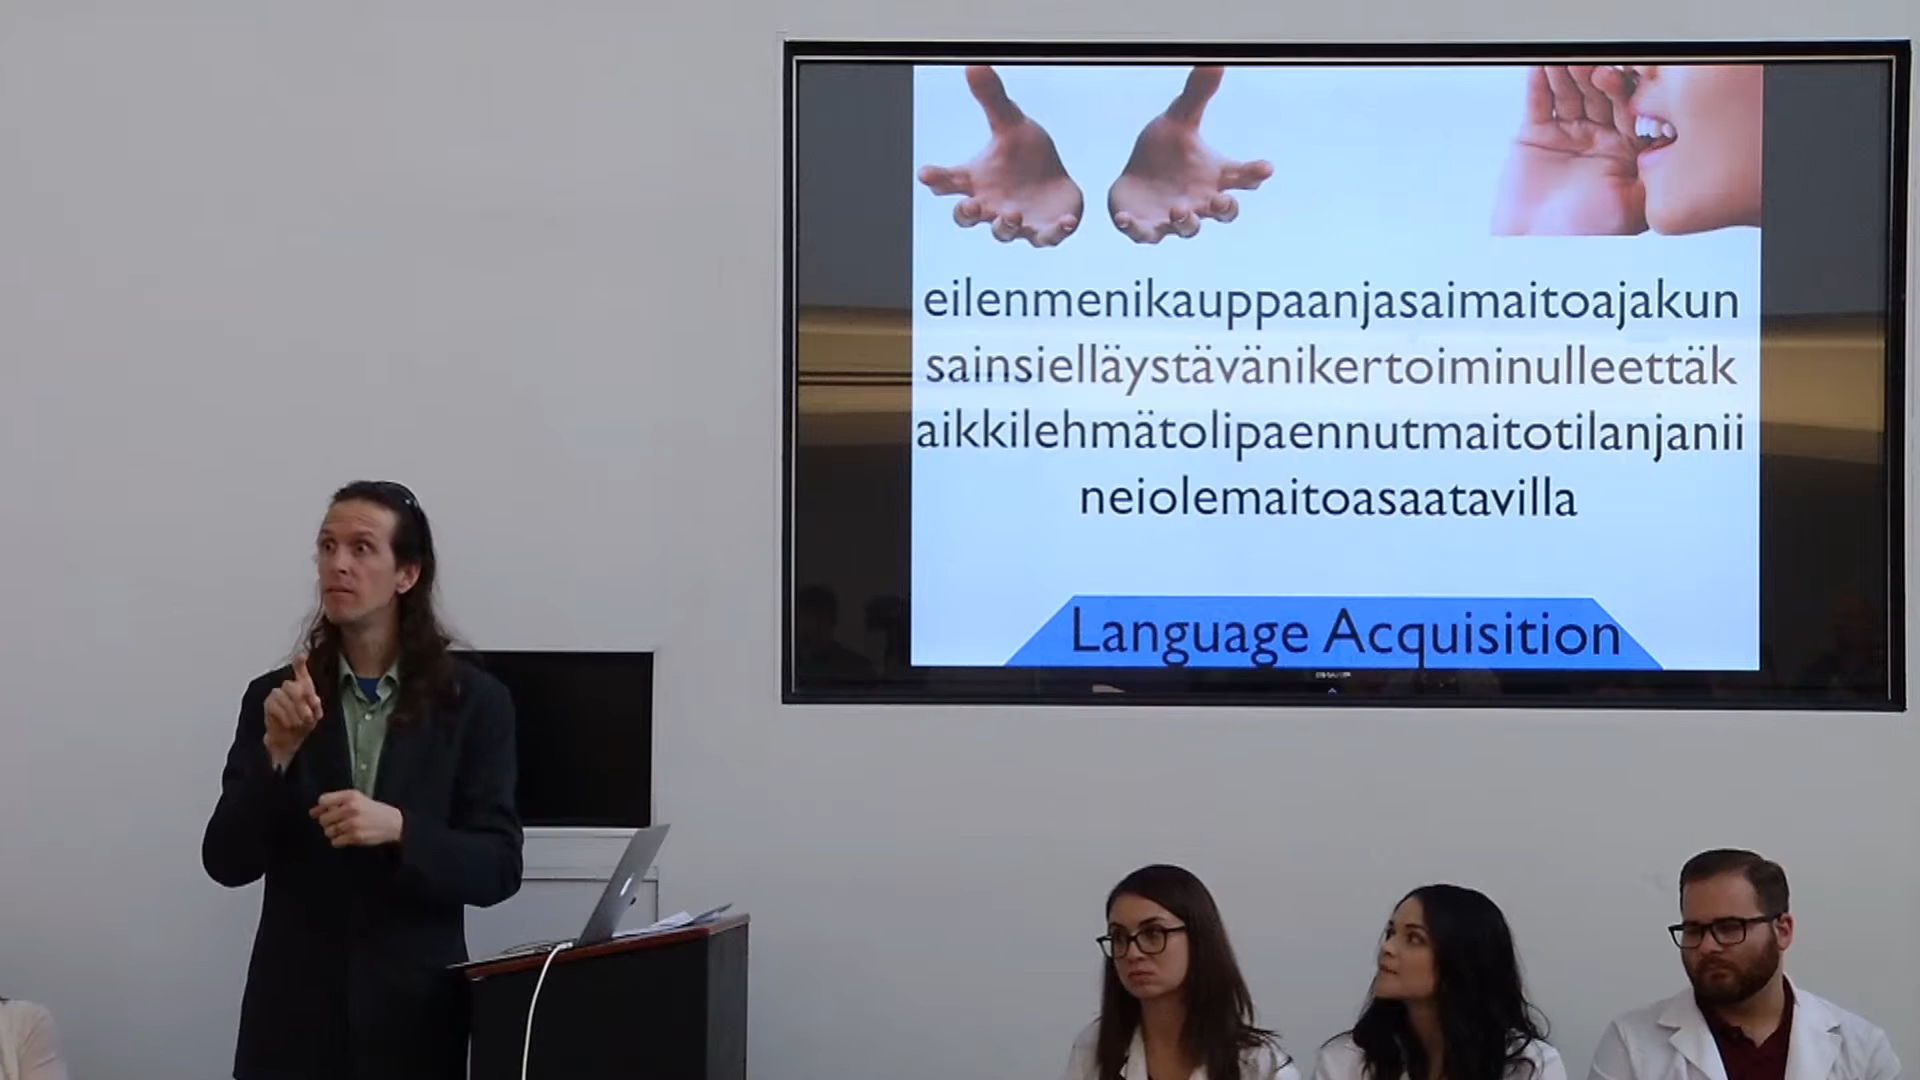 eilenmenikauppaanjasaimaitoajakun
sainsielläystävänikertoiminulleettäk
aikkilehmätolipaennutmaitotilanjanii
neiolemaitoasaatavilla
Language Acquisition